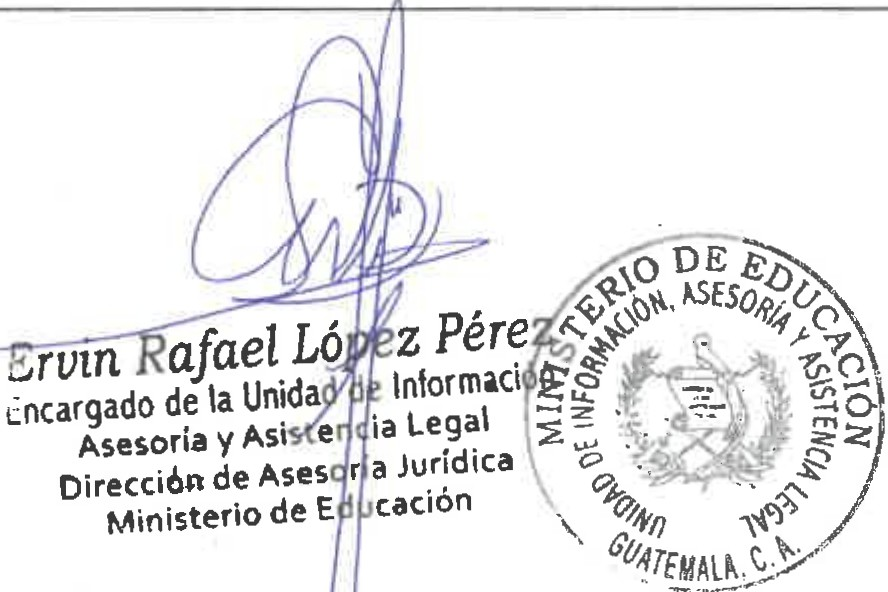 Ervin Rafael López Pérez
Encargado de la Unidad de Información
Asesoría y Asistencia Legal
Dirección de Asesoría Jurídica
Ministerio de Educación
MINISTERIO DE EDUCACIÓN
UNIDAD DE INFORMACIÓN, ASESORÍA Y ASISTENCIA LEGAL
GUATEMALA, C. A.